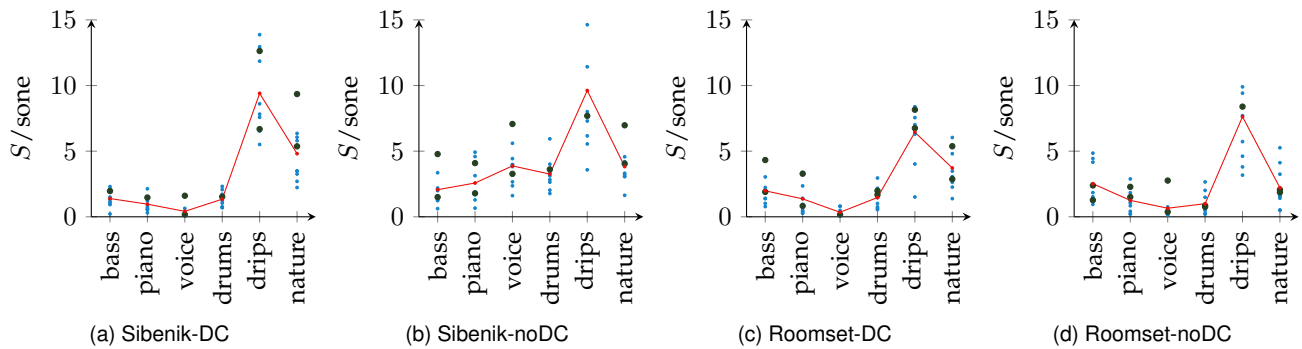 15
10
5
0
S/sone
bass
piano
voice
drums
drips
nature
(a) Sibenik-DC
15
10
5
0
S/sone
bass
piano
voice
drums
drips
nature
(b) Sibenik-noDC
15
10
5
0
S/sone
bass
piano
voice
drums
drips
nature
(c) Roomset-DC
15
10
5
0
S/sone
bass
piano
voice
drums
drips
nature
(d) Roomset-noDC